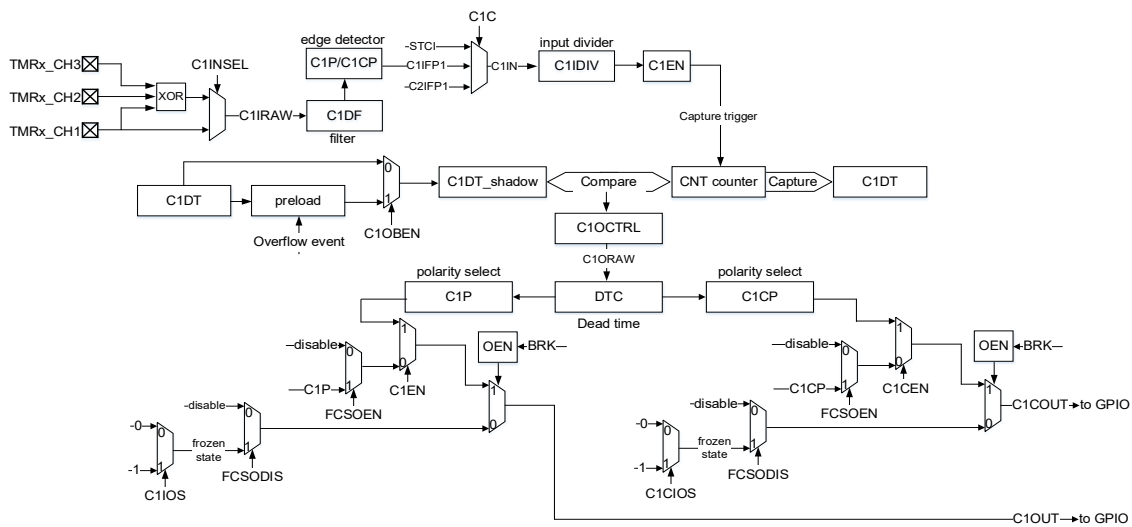 C1C
edge detector
input divider
-STCI
TMRx_CH3
C1INSEL
C1P/C1CP
C1IFP1
C1IN
C1IDIV
C1EN
TMRx_CH2
XOR
-C2IFP1
C1IRAW
C1DF
Capture trigger
TMRx_CH1
filter
0
C1DT_shadow
Compare
CNT counter
Capture
C1DT
C1DT
preload
1
C1OBEN
C1OCTRL
Overflow event
C1ORAW
polarity select
polarity select
C1P
DTC
C1CP
Dead time
1
1
disable
0
OEN
BRK
disable
0
OEN
BRK
0
0
C1P
1
C1EN
1
C1CP
1
C1CEN
1
FCSOEN
FCSOEN
-disable
0
0
-disable
0
0
C1COUT
to GPIO
-0
0
frozen
state
1
-0
0
frozen
state
1
-1
1
FCSODIS
-1
1
FCSODIS
C1IOS
C1CIOS
C1OUT
to GPIO